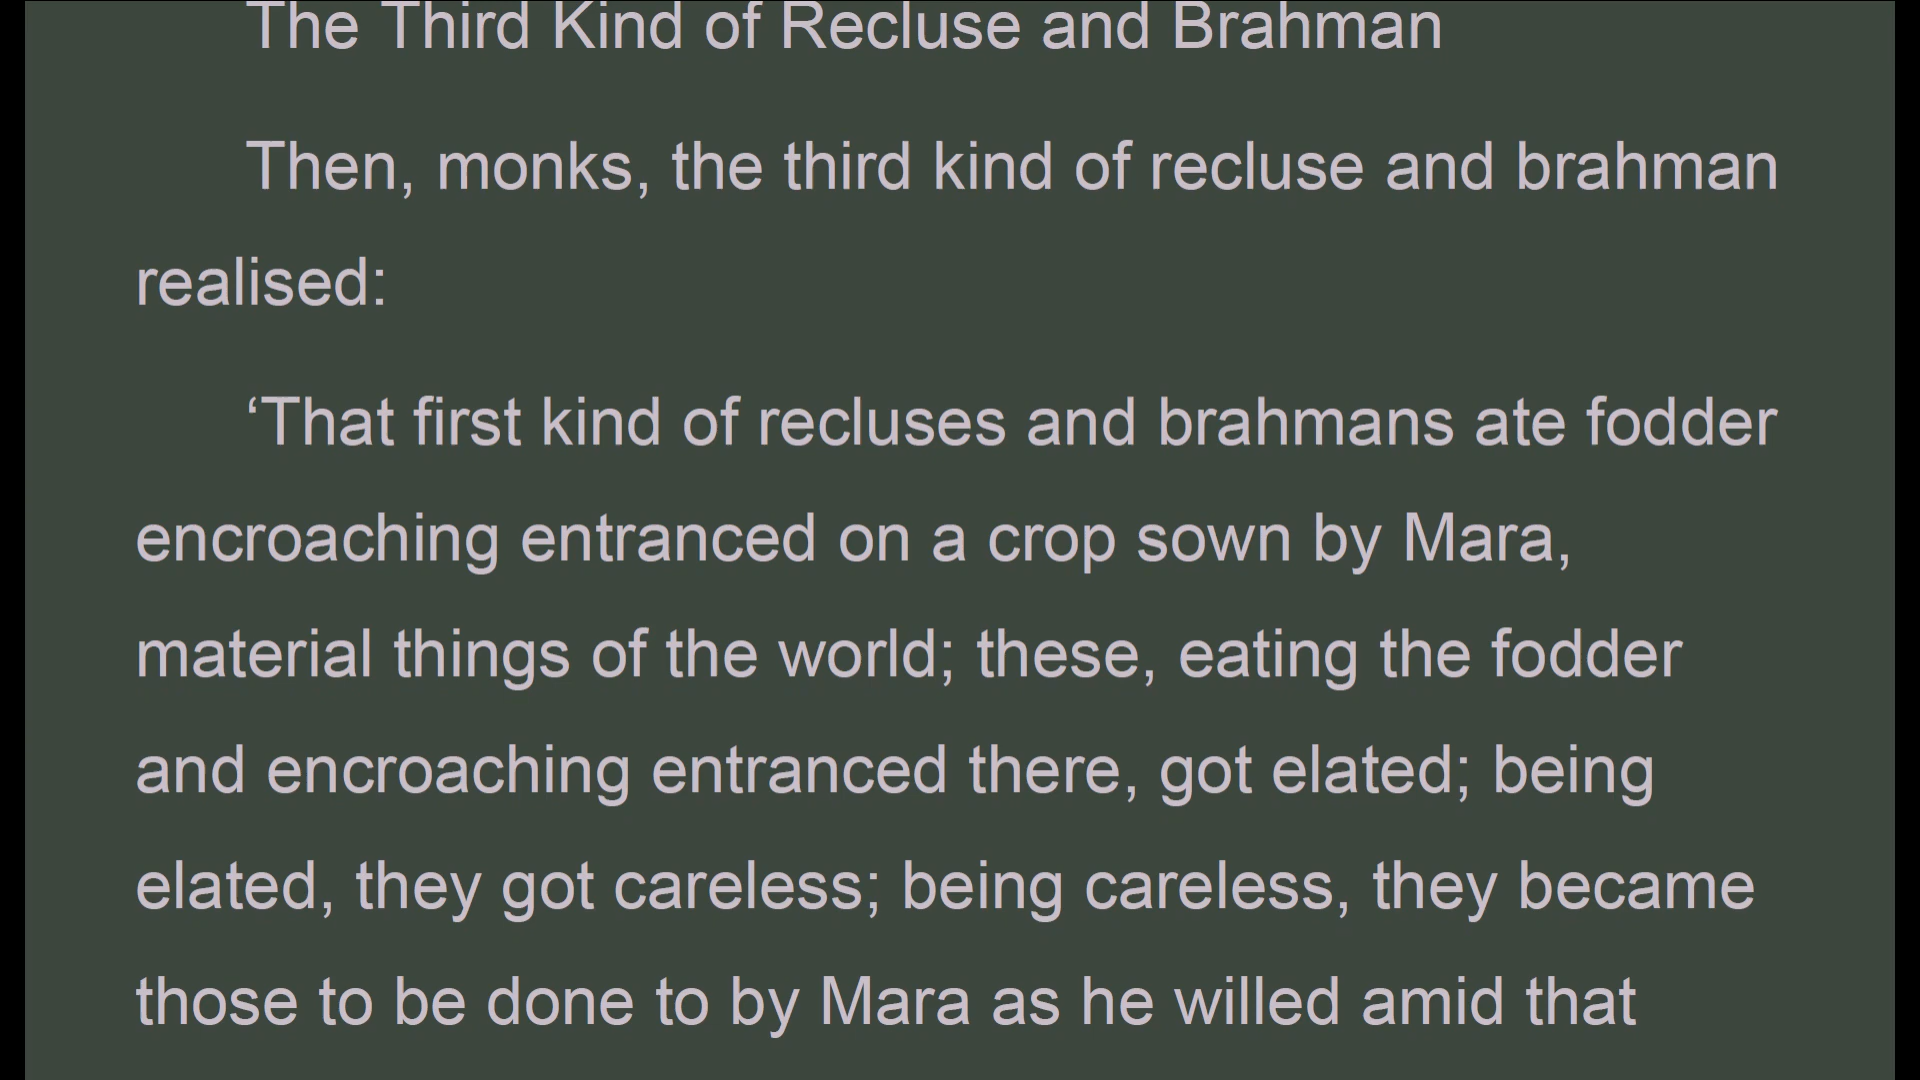 The Third Kind of Recluse and Brahman
Then, monks, the third kind of recluse and brahman
realised:
‘That first kind of recluses and brahmans ate fodder
encroaching entranced on a crop sown by Mara,
material things of the world; these, eating the fodder
and encroaching entranced there, got elated; being
elated, they got careless; being careless, they became
those to be done to by Mara as he willed amid that